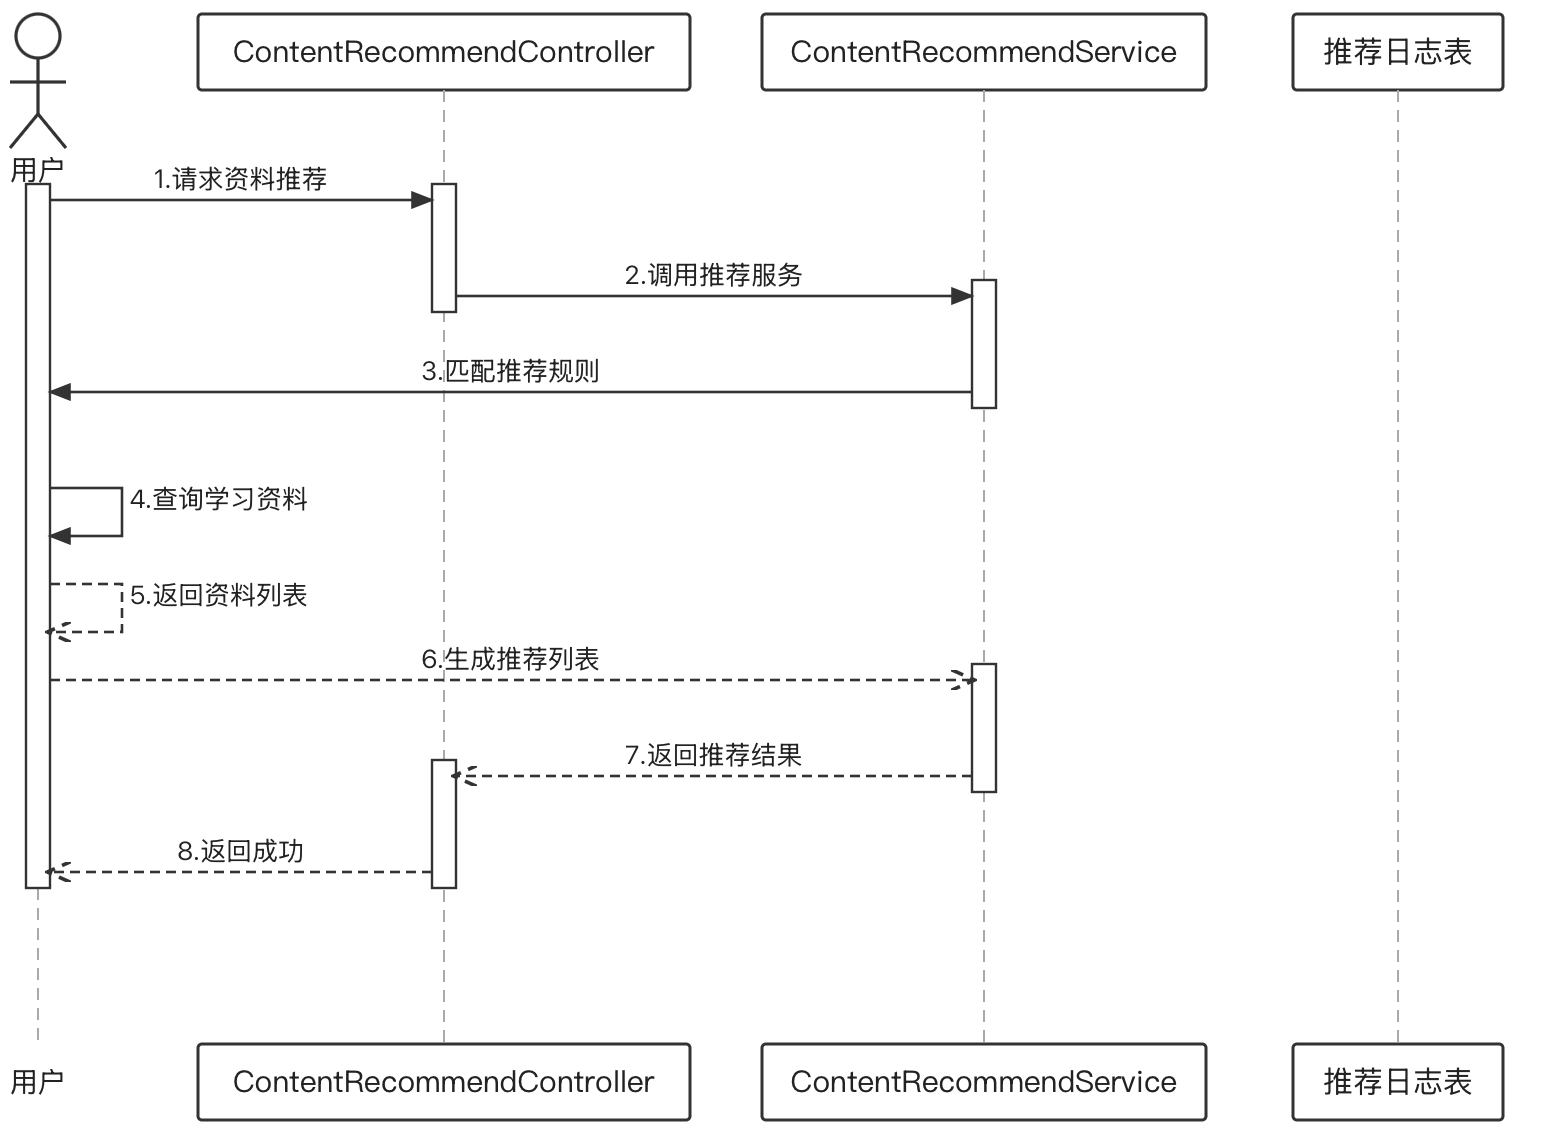 ContentRecommendController
ContentRecommendService
推荐日志表
用户
1.请求资料推荐
2.调用推荐服务
3.匹配推荐规则
4.查询学习资料
5.返回资料列表
6.生成推荐列表
7.返回推荐结果
8.返回成功
用户
ContentRecommendController
ContentRecommendService
推荐日志表